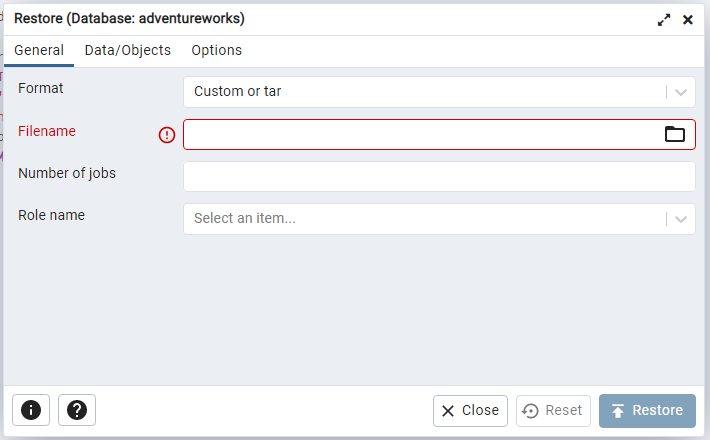 Restore (Database: adventureworks)
General Data/Objects Options
Format Custom or tar
Filename
Number of jobs
Role name Select an item...
Close Reset Restore